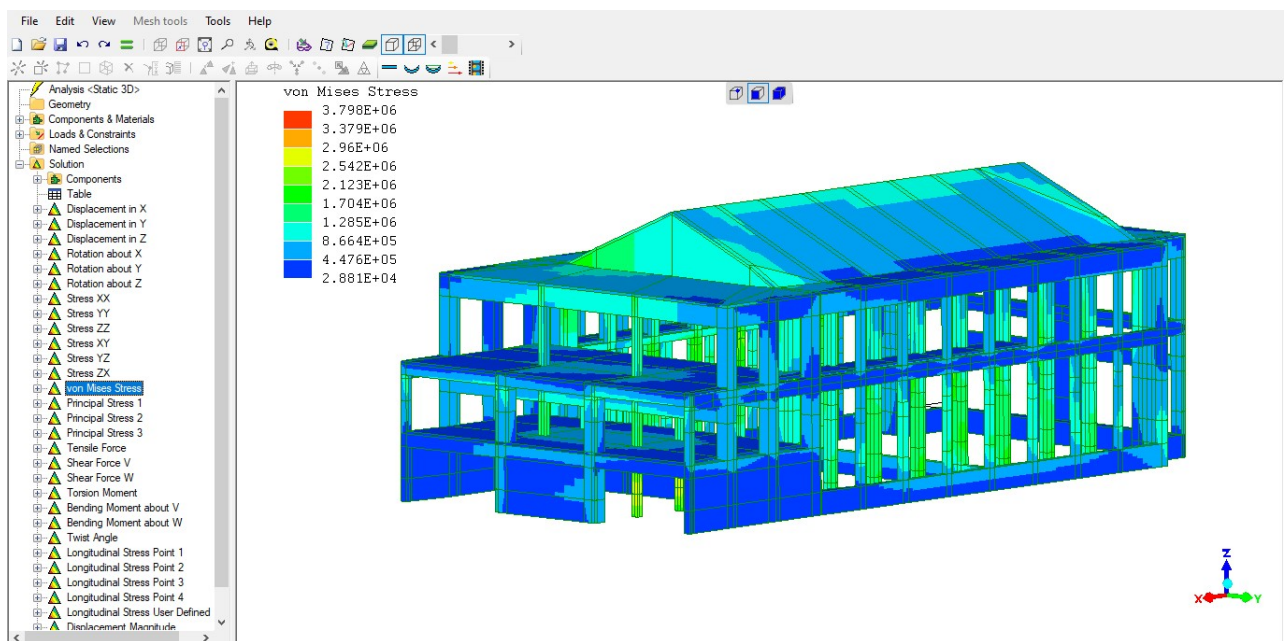 File Edit View Mesh tools Tools Help
Analysis <Static 3D>
Geometry
Components & Materials
Loads & Constraints
Named Selections
Solution
Components
Table
Displacement in X
Displacement in Y
Displacement in Z
Rotation about X
Rotation about Y
Rotation about Z
Stress XX
Stress YY
Stress ZZ
Stress XY
Stress YZ
Stress ZX
von Mises Stress
Principal Stress 1
Principal Stress 2
Principal Stress 3
Tensile Force
Shear Force V
Shear Force W
Torsion Moment
Bending Moment about V
Bending Moment about W
Twist Angle
Longitudinal Stress Point 1
Longitudinal Stress Point 2
Longitudinal Stress Point 3
Longitudinal Stress Point 4
Longitudinal Stress User Defined
Displacement Magnitude
von Mises Stress
3.798E+06
3.379E+06
2.96E+06
2.542E+06
2.123E+06
1.704E+06
1.285E+06
8.664E+05
4.476E+05
2.881E+04
Z
X
Y